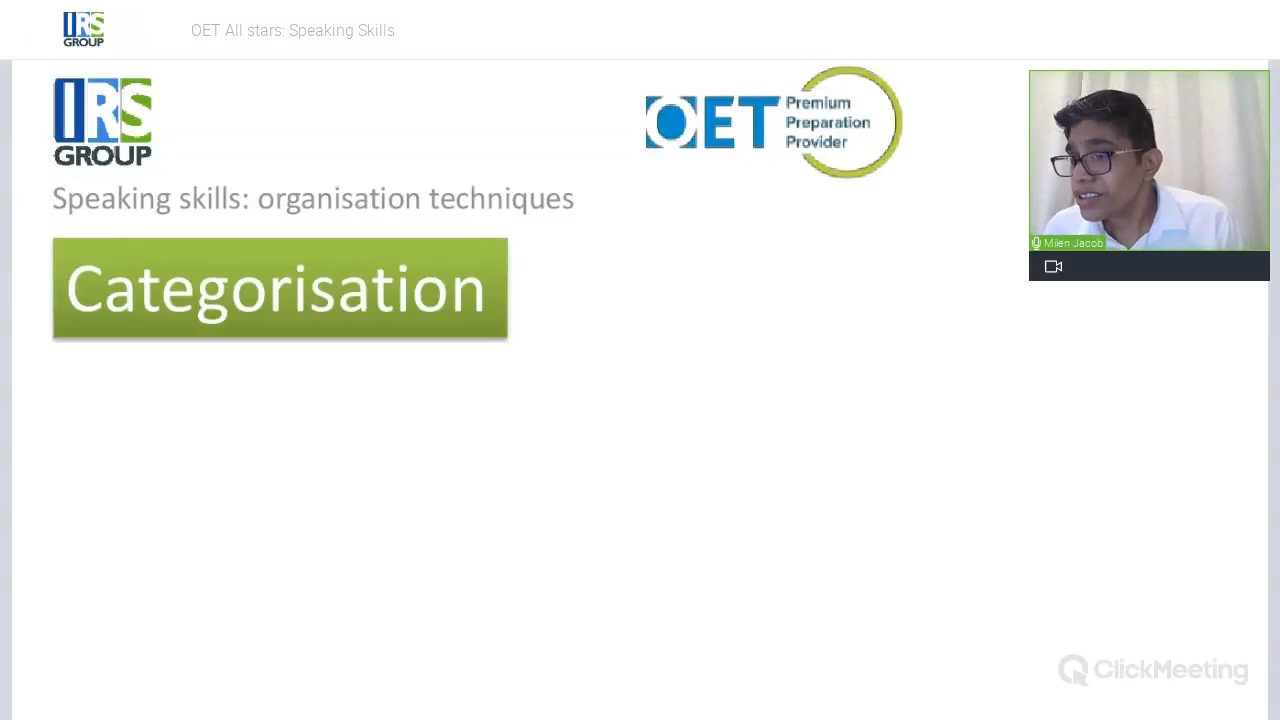 IRS
GROUP
OET All stars: Speaking Skills
IRS
GROUP
OET
Premium
Preparation
Provider
Speaking skills: organisation techniques
Categorisation
Milen Jacob
ClickMeeting